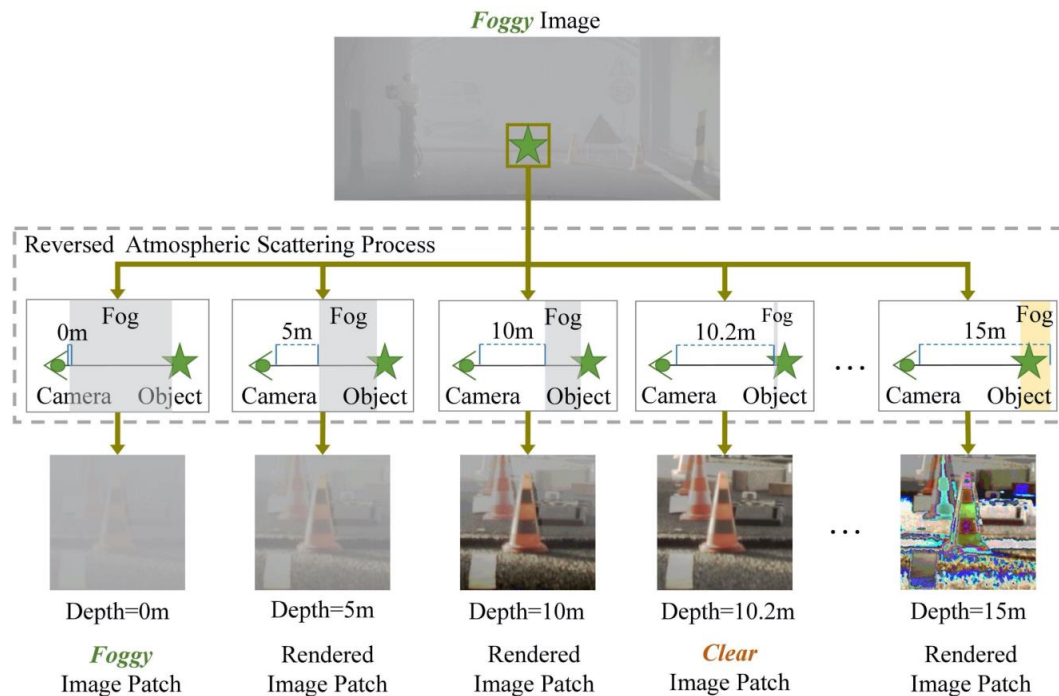 Foggy Image
Reversed Atmospheric Scattering Process
Fog
0m
Camera Object
Fog
5m
Camera Object
Fog
10m
Camera Object
Fog
10.2m
Camera Object
...
Fog
15m
Camera Object
...
Depth=0m
Depth=5m
Depth=10m
Depth=10.2m
Depth=15m
Foggy
Image Patch
Rendered
Image Patch
Rendered
Image Patch
Clear
Image Patch
Rendered
Image Patch